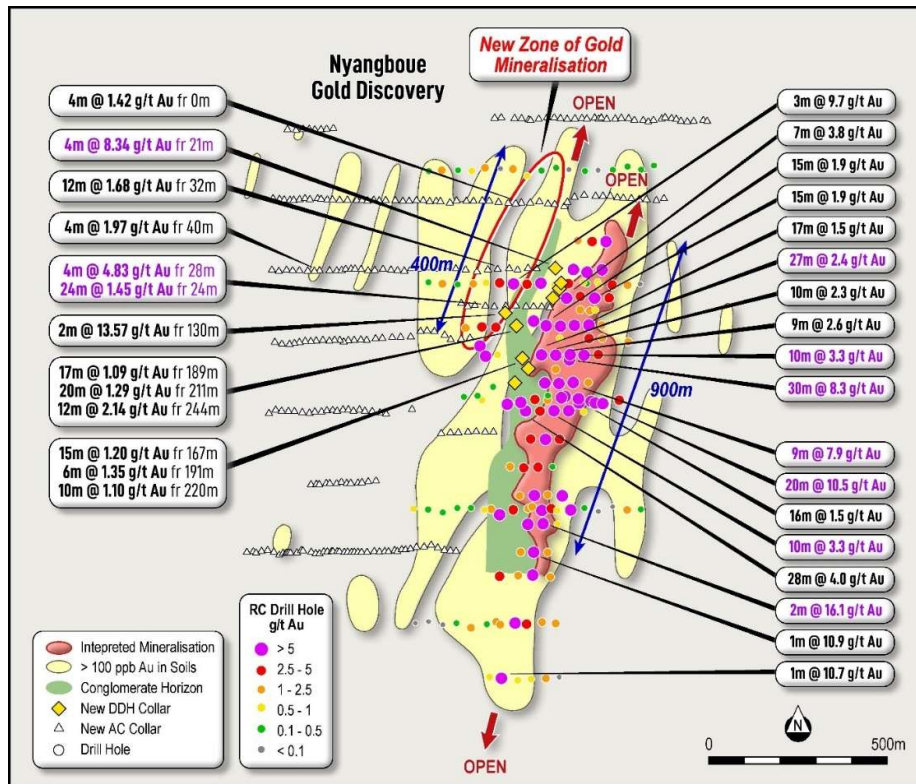 Nyangboue
Gold Discovery
New Zone of Gold
Mineralisation
OPEN
OPEN
400m
900m
OPEN
4m @ 1.42 g/t Au fr 0m
4m @ 8.34 g/t Au fr 21m
12m @ 1.68 g/t Au fr 32m
4m @ 1.97 g/t Au fr 40m
4m @ 4.83 g/t Au fr 28m
24m @ 1.45 g/t Au fr 24m
2m @ 13.57 g/t Au fr 130m
17m @ 1.09 g/t Au fr 189m
20m @ 1.29 g/t Au fr 211m
12m @ 2.14 g/t Au fr 244m
15m @ 1.20 g/t Au fr 167m
6m @ 1.35 g/t Au fr 191m
10m @ 1.10 g/t Au fr 220m
3m @ 9.7 g/t Au
7m @ 3.8 g/t Au
15m @ 1.9 g/t Au
15m @ 1.9 g/t Au
17m @ 1.5 g/t Au
27m @ 2.4 g/t Au
10m @ 2.3 g/t Au
9m @ 2.6 g/t Au
10m @ 3.3 g/t Au
30m @ 8.3 g/t Au
9m @ 7.9 g/t Au
20m @ 10.5 g/t Au
16m @ 1.5 g/t Au
10m @ 3.3 g/t Au
28m @ 4.0 g/t Au
2m @ 16.1 g/t Au
1m @ 10.9 g/t Au
1m @ 10.7 g/t Au
Intepreted Mineralisation
> 100 ppb Au in Soils
Conglomerate Horizon
New DDH Collar
New AC Collar
Drill Hole
RC Drill Hole
g/t Au
> 5
2.5 - 5
1 - 2.5
0.5 - 1
0.1 - 0.5
< 0.1
N
0
500m